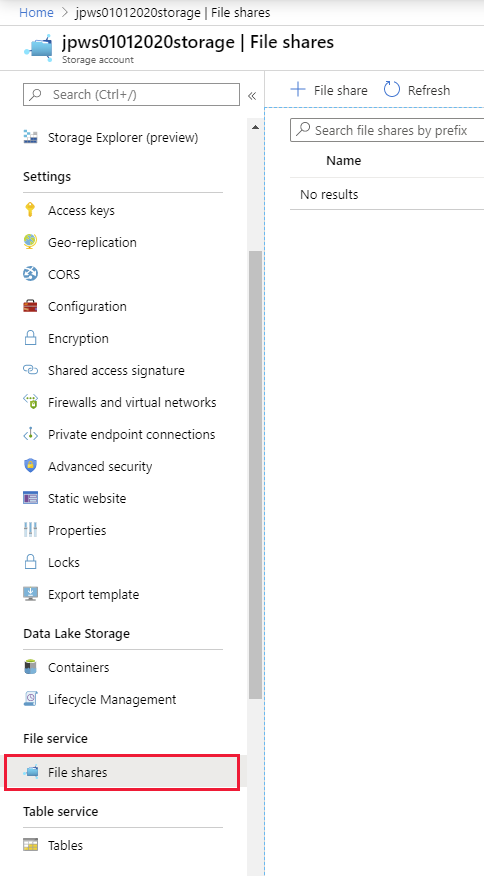 Home > jpws01012020storage | File shares
jpws01012020storage | File shares
Storage account
Search (Ctrl+/)
«
Storage Explorer (preview)
Settings
Access keys
Geo-replication
CORS
Configuration
Encryption
Shared access signature
Firewalls and virtual networks
Private endpoint connections
Advanced security
Static website
Properties
Locks
Export template
Data Lake Storage
Containers
Lifecycle Management
File service
File shares
Table service
Tables
+ File share Refresh
Search file shares by prefix
Name
No results